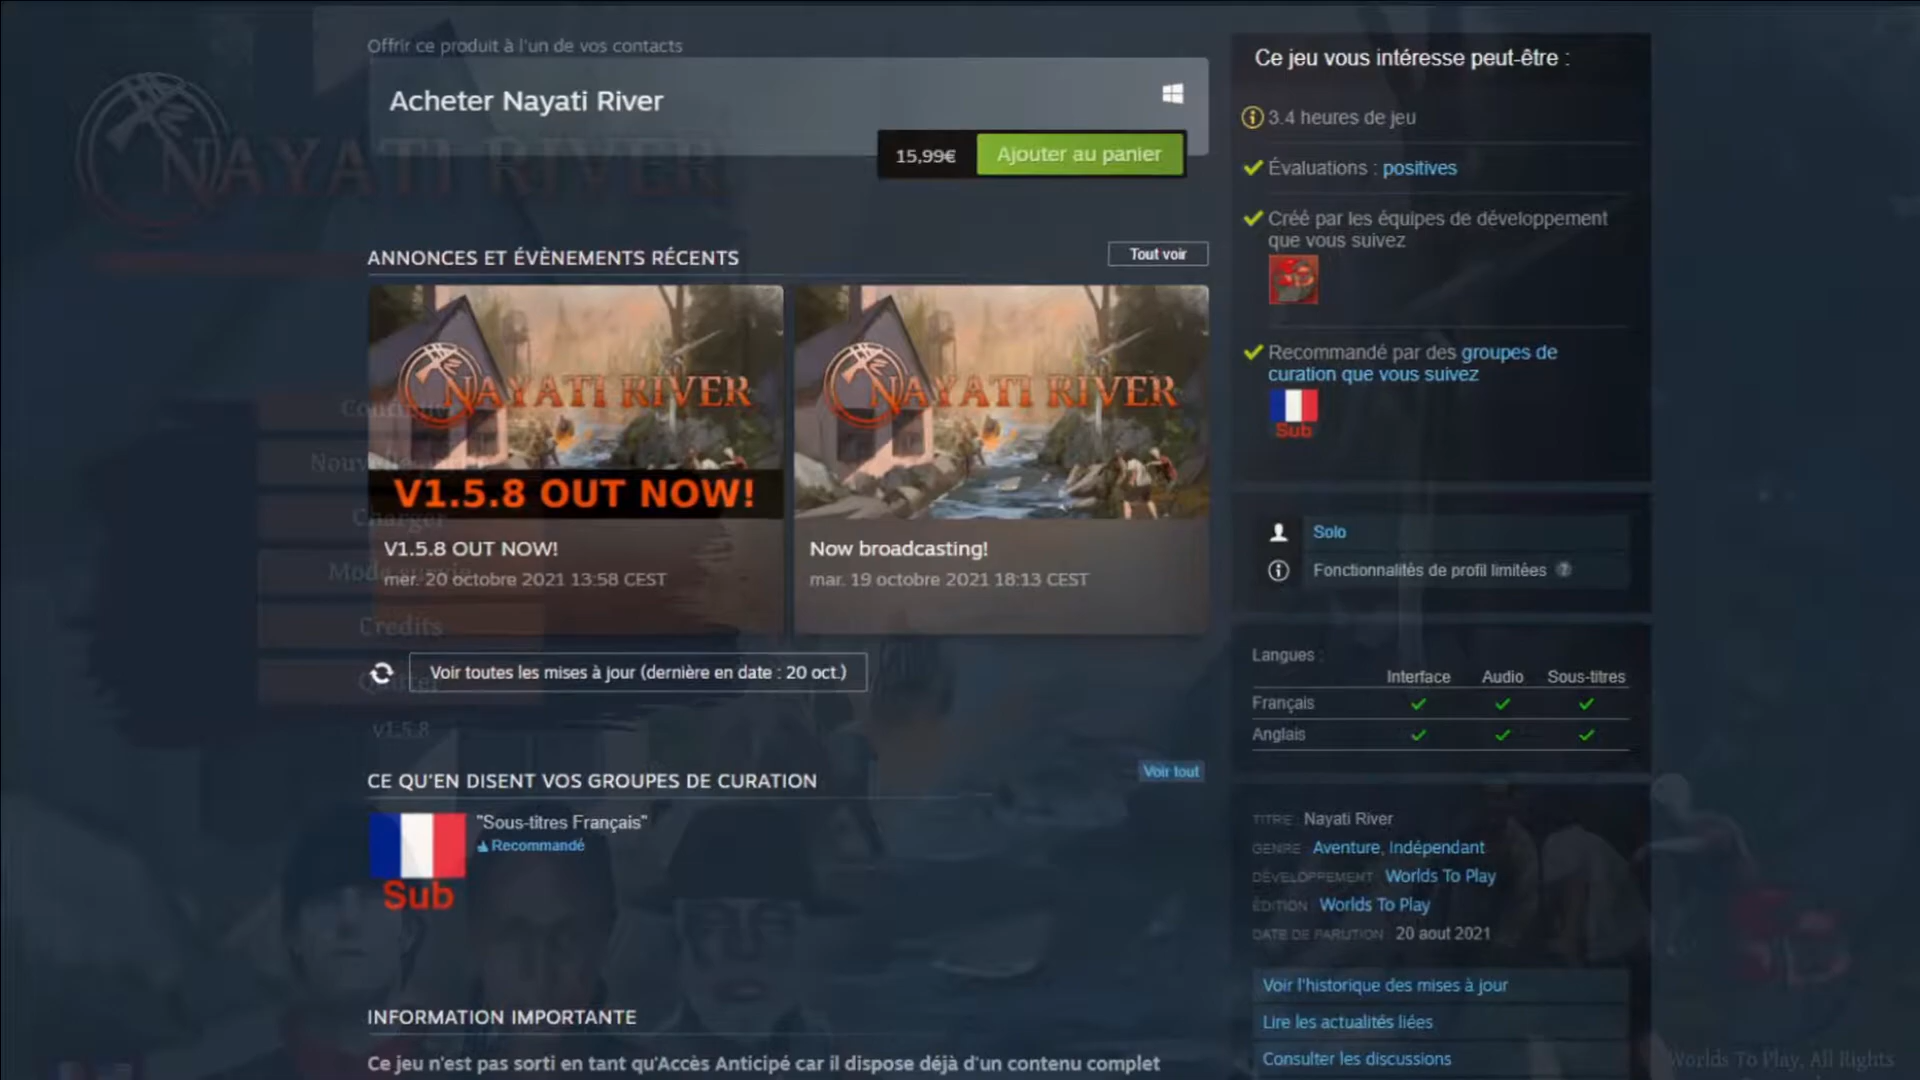 Offrir ce produit à l'un de vos contacts
Acheter Nayati River
15,99€
Ajouter au panier
NAYATI RIVER
ANNONCES ET ÉVÈNEMENTS RÉCENTS
Tout voir
NAYATI RIVER
V1.5.8 OUT NOW!
V1.5.8 OUT NOW!
mer. 20 octobre 2021 13:58 CEST
NAYATI RIVER
Now broadcasting!
mar. 19 octobre 2021 18:13 CEST
Charger
Credits
Voir toutes les mises à jour (dernière en date : 20 oct.)
v1.5.8
CE QU'EN DISENT VOS GROUPES DE CURATION
Voir tout
Sub
"Sous-titres Français"
Recommandé
INFORMATION IMPORTANTE
Ce jeu n'est pas sorti en tant qu'Accès Anticipé car il dispose déjà d'un contenu complet
Ce jeu vous intéresse peut-être :
3.4 heures de jeu
Évaluations : positives
Créé par les équipes de développement
que vous suivez
Recommandé par des groupes de
curation que vous suivez
Sub
Solo
Fonctionnalités de profil limitées ?
Langues :
Interface Audio Sous-titres
Français
Anglais
TITRE : Nayati River
GENRE : Aventure, Indépendant
DÉVELOPPEMENT : Worlds To Play
ÉDITION : Worlds To Play
DATE DE PARUTION : 20 aout 2021
Voir l'historique des mises à jour
Lire les actualités liées
Consulter les discussions
Worlds To Play, All Rights